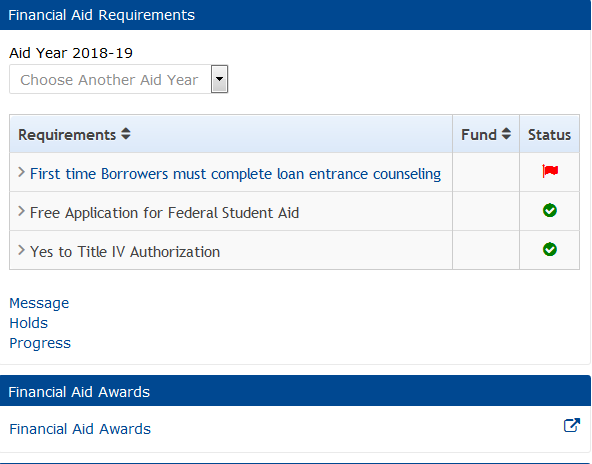 Financial Aid Requirements
Aid Year 2018-19
Choose Another Aid Year
Requirements Fund Status
First time Borrowers must complete loan entrance counseling
Free Application for Federal Student Aid
Yes to Title IV Authorization
Message
Holds
Progress
Financial Aid Awards
Financial Aid Awards